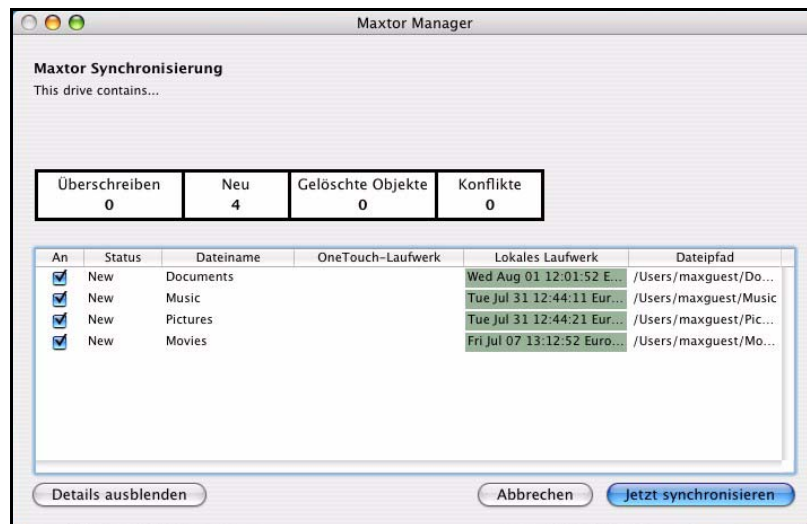 Maxtor Manager
Maxtor Synchronisierung
This drive contains...
Überschreiben Neu Gelöschte Objekte Konflikte
0 4 0 0
An Status Dateiname OneTouch-Laufwerk Lokales Laufwerk Dateipfad
New Documents Wed Aug 01 12:01:52 E... /Users/maxguest/Do...
New Music Tue Jul 31 12:44:11 Eur... /Users/maxguest/Music
New Pictures Tue Jul 31 12:44:21 Eur... /Users/maxguest/Pic...
New Movies Fri Jul 07 13:12:52 Euro... /Users/maxguest/Mo...
Details ausblenden Abbrechen Jetzt synchronisieren